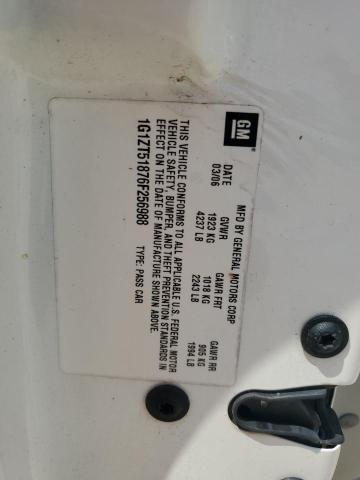 GM
MFD BY GENERAL MOTORS CORP
DATE GVWR GAWR FRT GAWR RR
03/06 1923 KG 1018 KG 905 KG
4237 LB 2243 LB 1994 LB
THIS VEHICLE CONFORMS TO ALL APPLICABLE U.S. FEDERAL MOTOR
VEHICLE SAFETY, BUMPER, AND THEFT PREVENTION STANDARDS IN
EFFECT ON THE DATE OF MANUFACTURE SHOWN ABOVE.
1G1ZT51876F256988 TYPE: PASS CAR